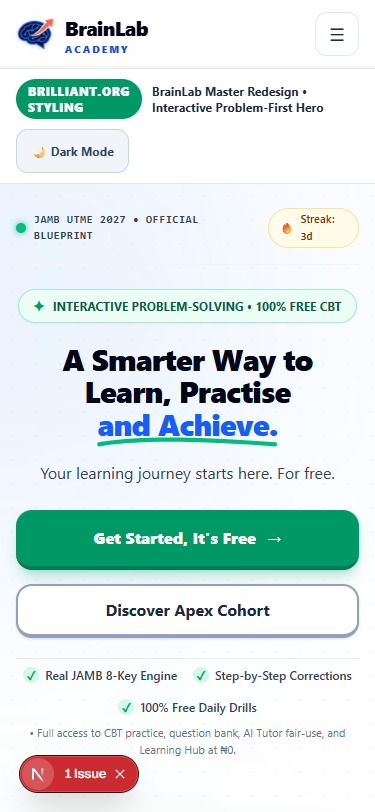 BrainLab
ACADEMY
☰
BRILLIANT.ORG
STYLING
BrainLab Master Redesign •
Interactive Problem-First Hero
🌙 Dark Mode
JAMB UTME 2027 • OFFICIAL
BLUEPRINT
🔥 Streak:
3d
✦ INTERACTIVE PROBLEM-SOLVING • 100% FREE CBT
A Smarter Way to
Learn, Practise
and Achieve.
Your learning journey starts here. For free.
Get Started, It's Free →
Discover Apex Cohort
✓ Real JAMB 8-Key Engine ✓ Step-by-Step Corrections
✓ 100% Free Daily Drills
• Full access to CBT practice, question bank, AI Tutor fair-use, and
Learning Hub at ₦0.
N 1 Issue ×